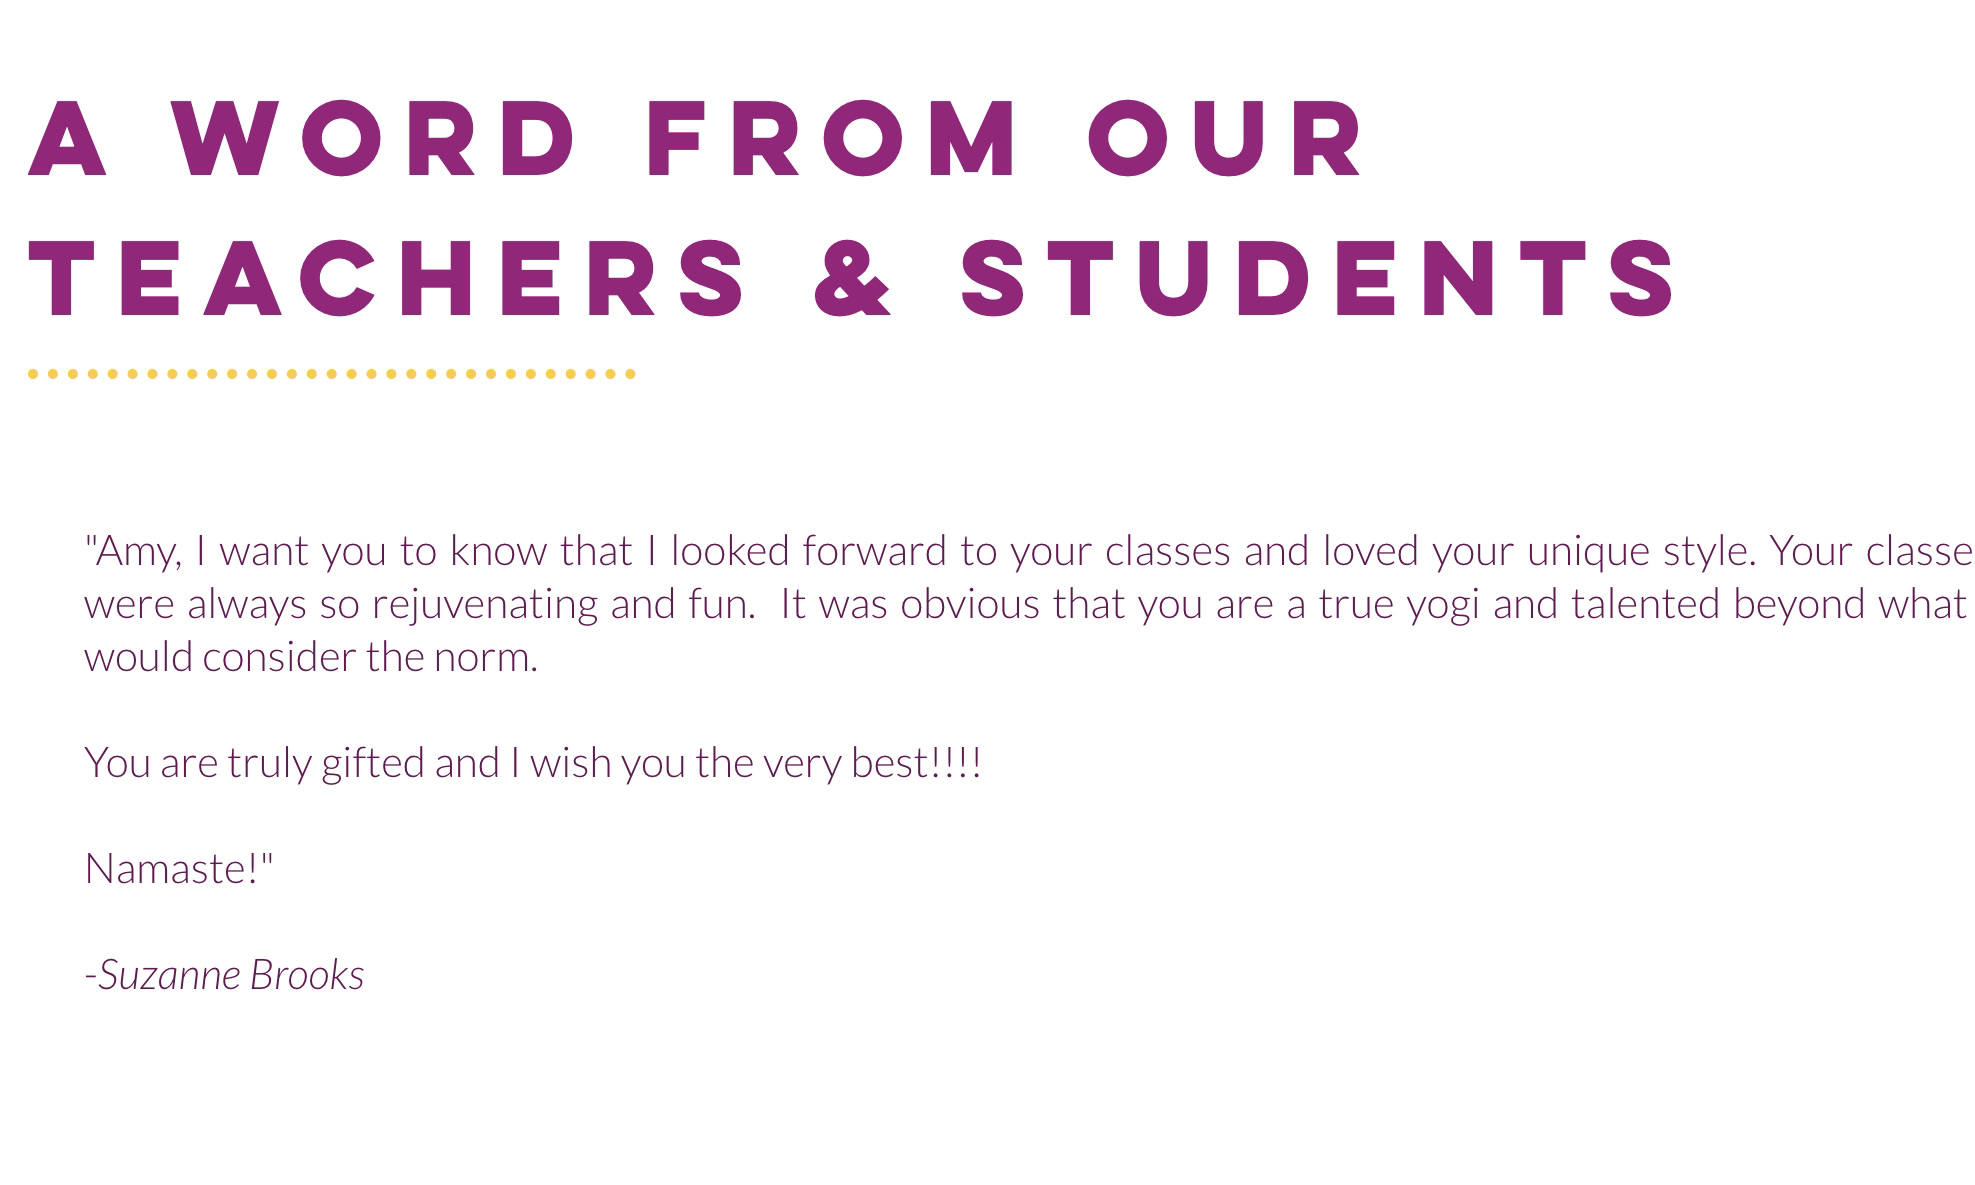 A WORD FROM OUR
TEACHERS & STUDENTS
"Amy, I want you to know that I looked forward to your classes and loved your unique style. Your classe
were always so rejuvenating and fun.  It was obvious that you are a true yogi and talented beyond what
would consider the norm.
You are truly gifted and I wish you the very best!!!!
Namaste!"
-Suzanne Brooks